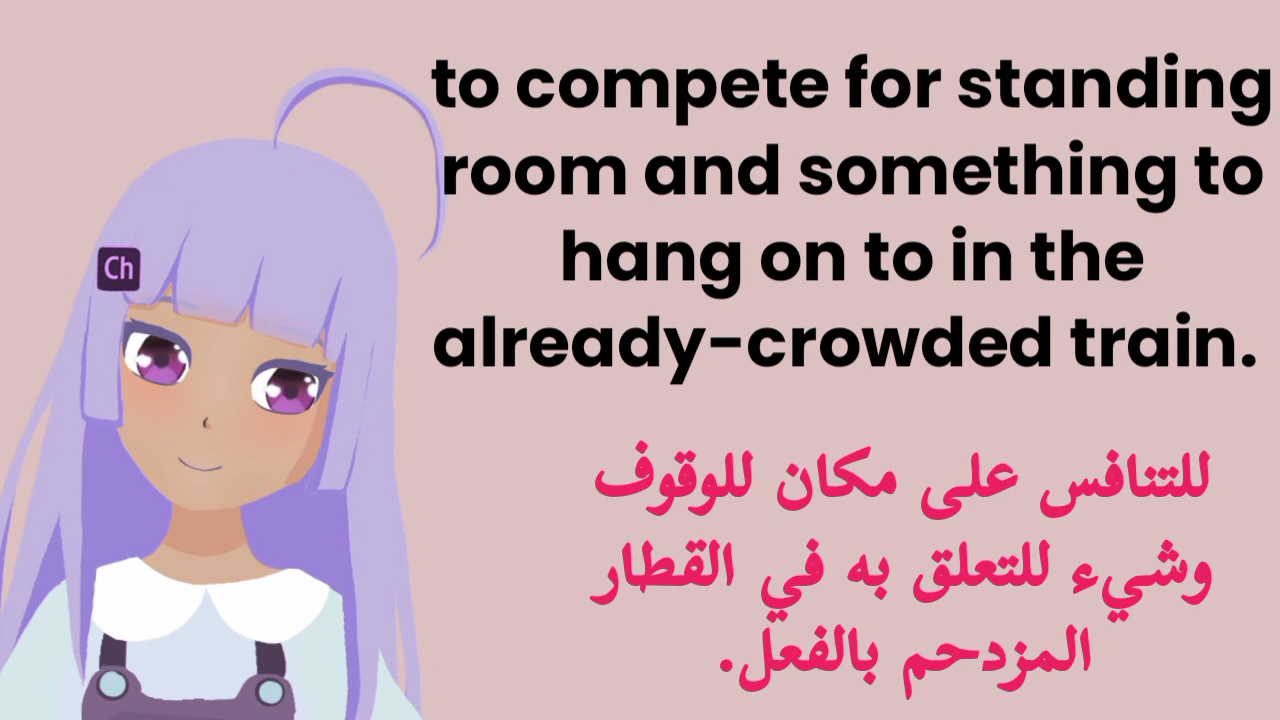 to compete for standing
room and something to
hang on to in the
already-crowded train.
Ch
للتنافس على مكان للوقوف
وشيء للتعلق به في القطار
المزدحم بالفعل.